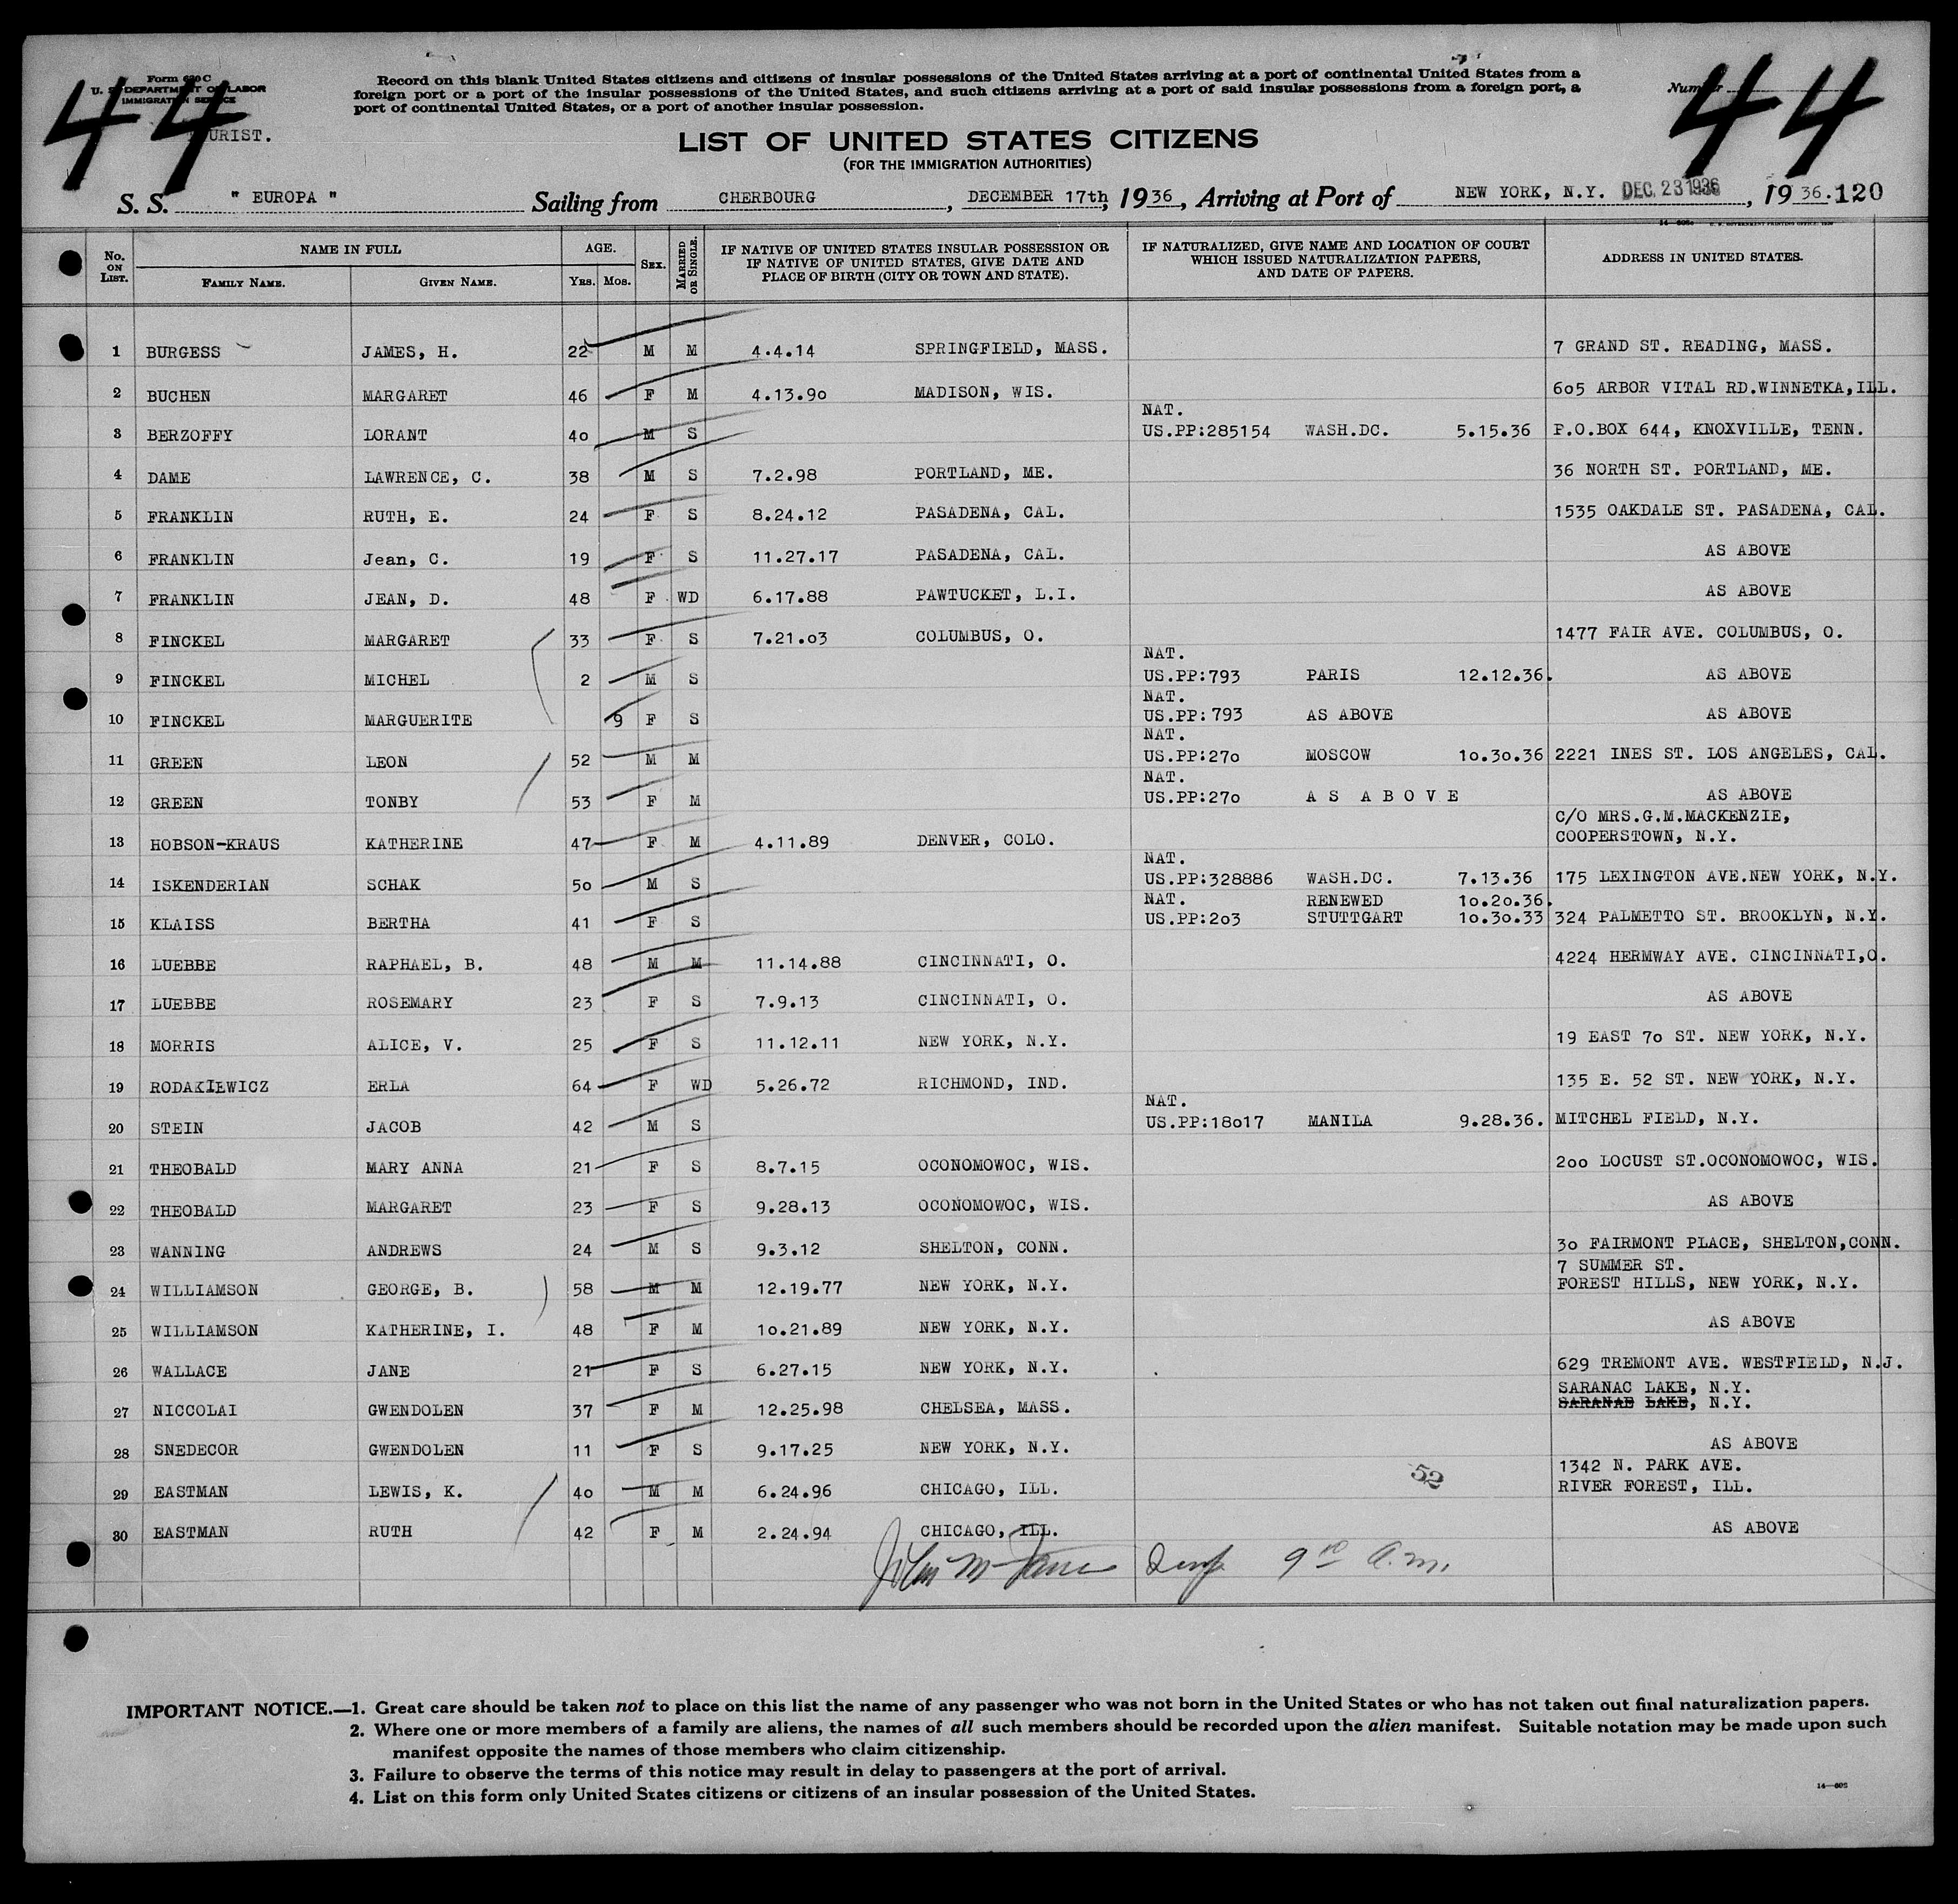 44
Form 630 C
U. S. DEPARTMENT OF LABOR
IMMIGRATION SERVICE
TOURIST.
Record on this blank United States citizens and citizens of insular possessions of the United States arriving at a port of continental United States from a
foreign port or a port of the insular possessions of the United States, and such citizens arriving at a port of said insular possessions from a foreign port, a
port of continental United States, or a port of another insular possession.
Number
44
LIST OF UNITED STATES CITIZENS
(FOR THE IMMIGRATION AUTHORITIES)
S. S. " EUROPA " Sailing from CHERBOURG, DECEMBER 17th, 1936, Arriving at Port of NEW YORK, N.Y. DEC. 23 1936, 1936. 120
No. ON LIST. NAME IN FULL AGE. SEX. MARRIED OR SINGLE. IF NATIVE OF UNITED STATES INSULAR POSSESSION OR IF NATIVE OF UNITED STATES, GIVE DATE AND PLACE OF BIRTH (CITY OR TOWN AND STATE). IF NATURALIZED, GIVE NAME AND LOCATION OF COURT WHICH ISSUED NATURALIZATION PAPERS, AND DATE OF PAPERS. ADDRESS IN UNITED STATES.
FAMILY NAME. GIVEN NAME. YRS. MOS.
1 BURGESS JAMES, H. 22 M M 4.4.14 SPRINGFIELD, MASS. 7 GRAND ST. READING, MASS.
2 BUCHEN MARGARET 46 F M 4.13.90 MADISON, WIS. 605 ARBOR VITAL RD.WINNETKA,ILL.
NAT.
3 BERZOFFY LORANT 40 M S US.PP:285154 WASH.DC. 5.15.36 P.O.BOX 644, KNOXVILLE, TENN.
4 DAME LAWRENCE, C. 38 M S 7.2.98 PORTLAND, ME. 36 NORTH ST. PORTLAND, ME.
5 FRANKLIN RUTH, E. 24 F S 8.24.12 PASADENA, CAL. 1535 OAKDALE ST. PASADENA, CAL.
6 FRANKLIN Jean, C. 19 F S 11.27.17 PASADENA, CAL. AS ABOVE
7 FRANKLIN JEAN, D. 48 F WD 6.17.88 PAWTUCKET, L.I. AS ABOVE
8 FINCKEL MARGARET 33 F S 7.21.03 COLUMBUS, O. 1477 FAIR AVE. COLUMBUS, O.
NAT.
9 FINCKEL MICHEL 2 M S US.PP:793 PARIS 12.12.36. AS ABOVE
NAT.
10 FINCKEL MARGUERITE 9 F S US.PP:793 AS ABOVE AS ABOVE
NAT.
11 GREEN LEON 52 M M US.PP:270 MOSCOW 10.30.36 2221 INES ST. LOS ANGELES, CAL.
NAT.
12 GREEN TONBY 53 F M US.PP:270 A S A B O V E AS ABOVE
C/O MRS.G.M.MACKENZIE,
13 HOBSON-KRAUS KATHERINE 47 F M 4.11.89 DENVER, COLO. COOPERSTOWN, N.Y.
NAT.
14 ISKENDERIAN SCHAK 50 M S US.PP:328886 WASH.DC. 7.13.36 175 LEXINGTON AVE.NEW YORK, N.Y.
NAT. RENEWED 10.20.36.
15 KLAISS BERTHA 41 F S US.PP:203 STUTTGART 10.30.33 324 PALMETTO ST. BROOKLYN, N.Y.
16 LUEBBE RAPHAEL, B. 48 M M 11.14.88 CINCINNATI, O. 4224 HERMWAY AVE. CINCINNATI,O.
17 LUEBBE ROSEMARY 23 F S 7.9.13 CINCINNATI, O. AS ABOVE
18 MORRIS ALICE, V. 25 F S 11.12.11 NEW YORK, N.Y. 19 EAST 70 ST. NEW YORK, N.Y.
19 RODAKIEWICZ ERLA 64 F WD 5.26.72 RICHMOND, IND. 135 E. 52 ST. NEW YORK, N.Y.
NAT.
20 STEIN JACOB 42 M S US.PP:18017 MANILA 9.28.36. MITCHEL FIELD, N.Y.
21 THEOBALD MARY ANNA 21 F S 8.7.15 OCONOMOWOC, WIS. 200 LOCUST ST.OCONOMOWOC, WIS.
22 THEOBALD MARGARET 23 F S 9.28.13 OCONOMOWOC, WIS. AS ABOVE
23 WANNING ANDREWS 24 M S 9.3.12 SHELTON, CONN. 30 FAIRMONT PLACE, SHELTON,CONN.
7 SUMMER ST.
24 WILLIAMSON GEORGE, B. 58 M M 12.19.77 NEW YORK, N.Y. FOREST HILLS, NEW YORK, N.Y.
25 WILLIAMSON KATHERINE, I. 48 F M 10.21.89 NEW YORK, N.Y. AS ABOVE
26 WALLACE JANE 21 F S 6.27.15 NEW YORK, N.Y. 629 TREMONT AVE. WESTFIELD, N.J.
SARANAC LAKE, N.Y.
27 NICCOLAI GWENDOLEN 37 F M 12.25.98 CHELSEA, MASS. SARANAE LAKE, N.Y.
28 SNEDECOR GWENDOLEN 11 F S 9.17.25 NEW YORK, N.Y. AS ABOVE
52 1342 N. PARK AVE.
29 EASTMAN LEWIS, K. 40 M M 6.24.96 CHICAGO, ILL. RIVER FOREST, ILL.
30 EASTMAN RUTH 42 F M 2.24.94 CHICAGO, ILL. AS ABOVE
John M 9 a.m.
IMPORTANT NOTICE.—1. Great care should be taken not to place on this list the name of any passenger who was not born in the United States or who has not taken out final naturalization papers.
2. Where one or more members of a family are aliens, the names of all such members should be recorded upon the alien manifest. Suitable notation may be made upon such
manifest opposite the names of those members who claim citizenship.
3. Failure to observe the terms of this notice may result in delay to passengers at the port of arrival.
4. List on this form only United States citizens or citizens of an insular possession of the United States.